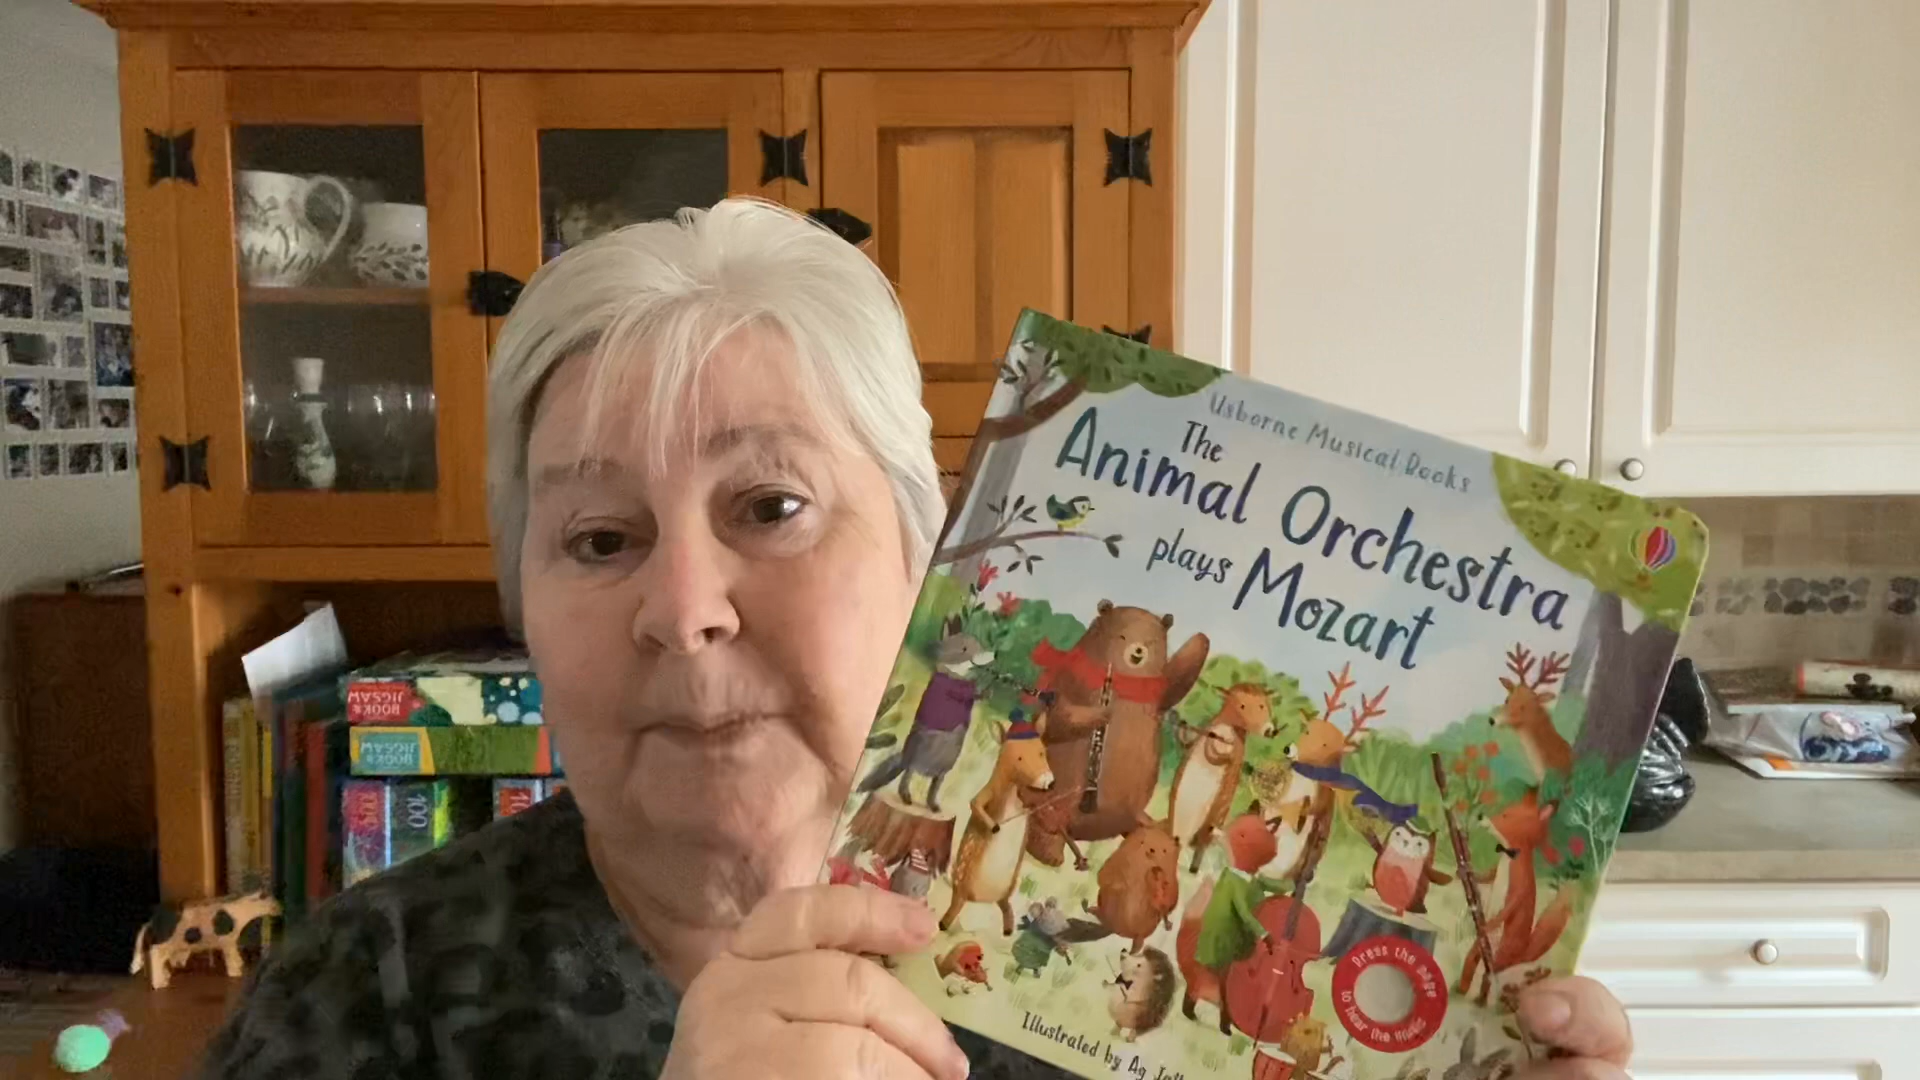 Usborne Musical Books
The
Animal Orchestra
plays Mozart
Press the page
to hear the music
Illustrated by Ag
BOOK &
JIGSAW
BOOK &
JIGSAW
100